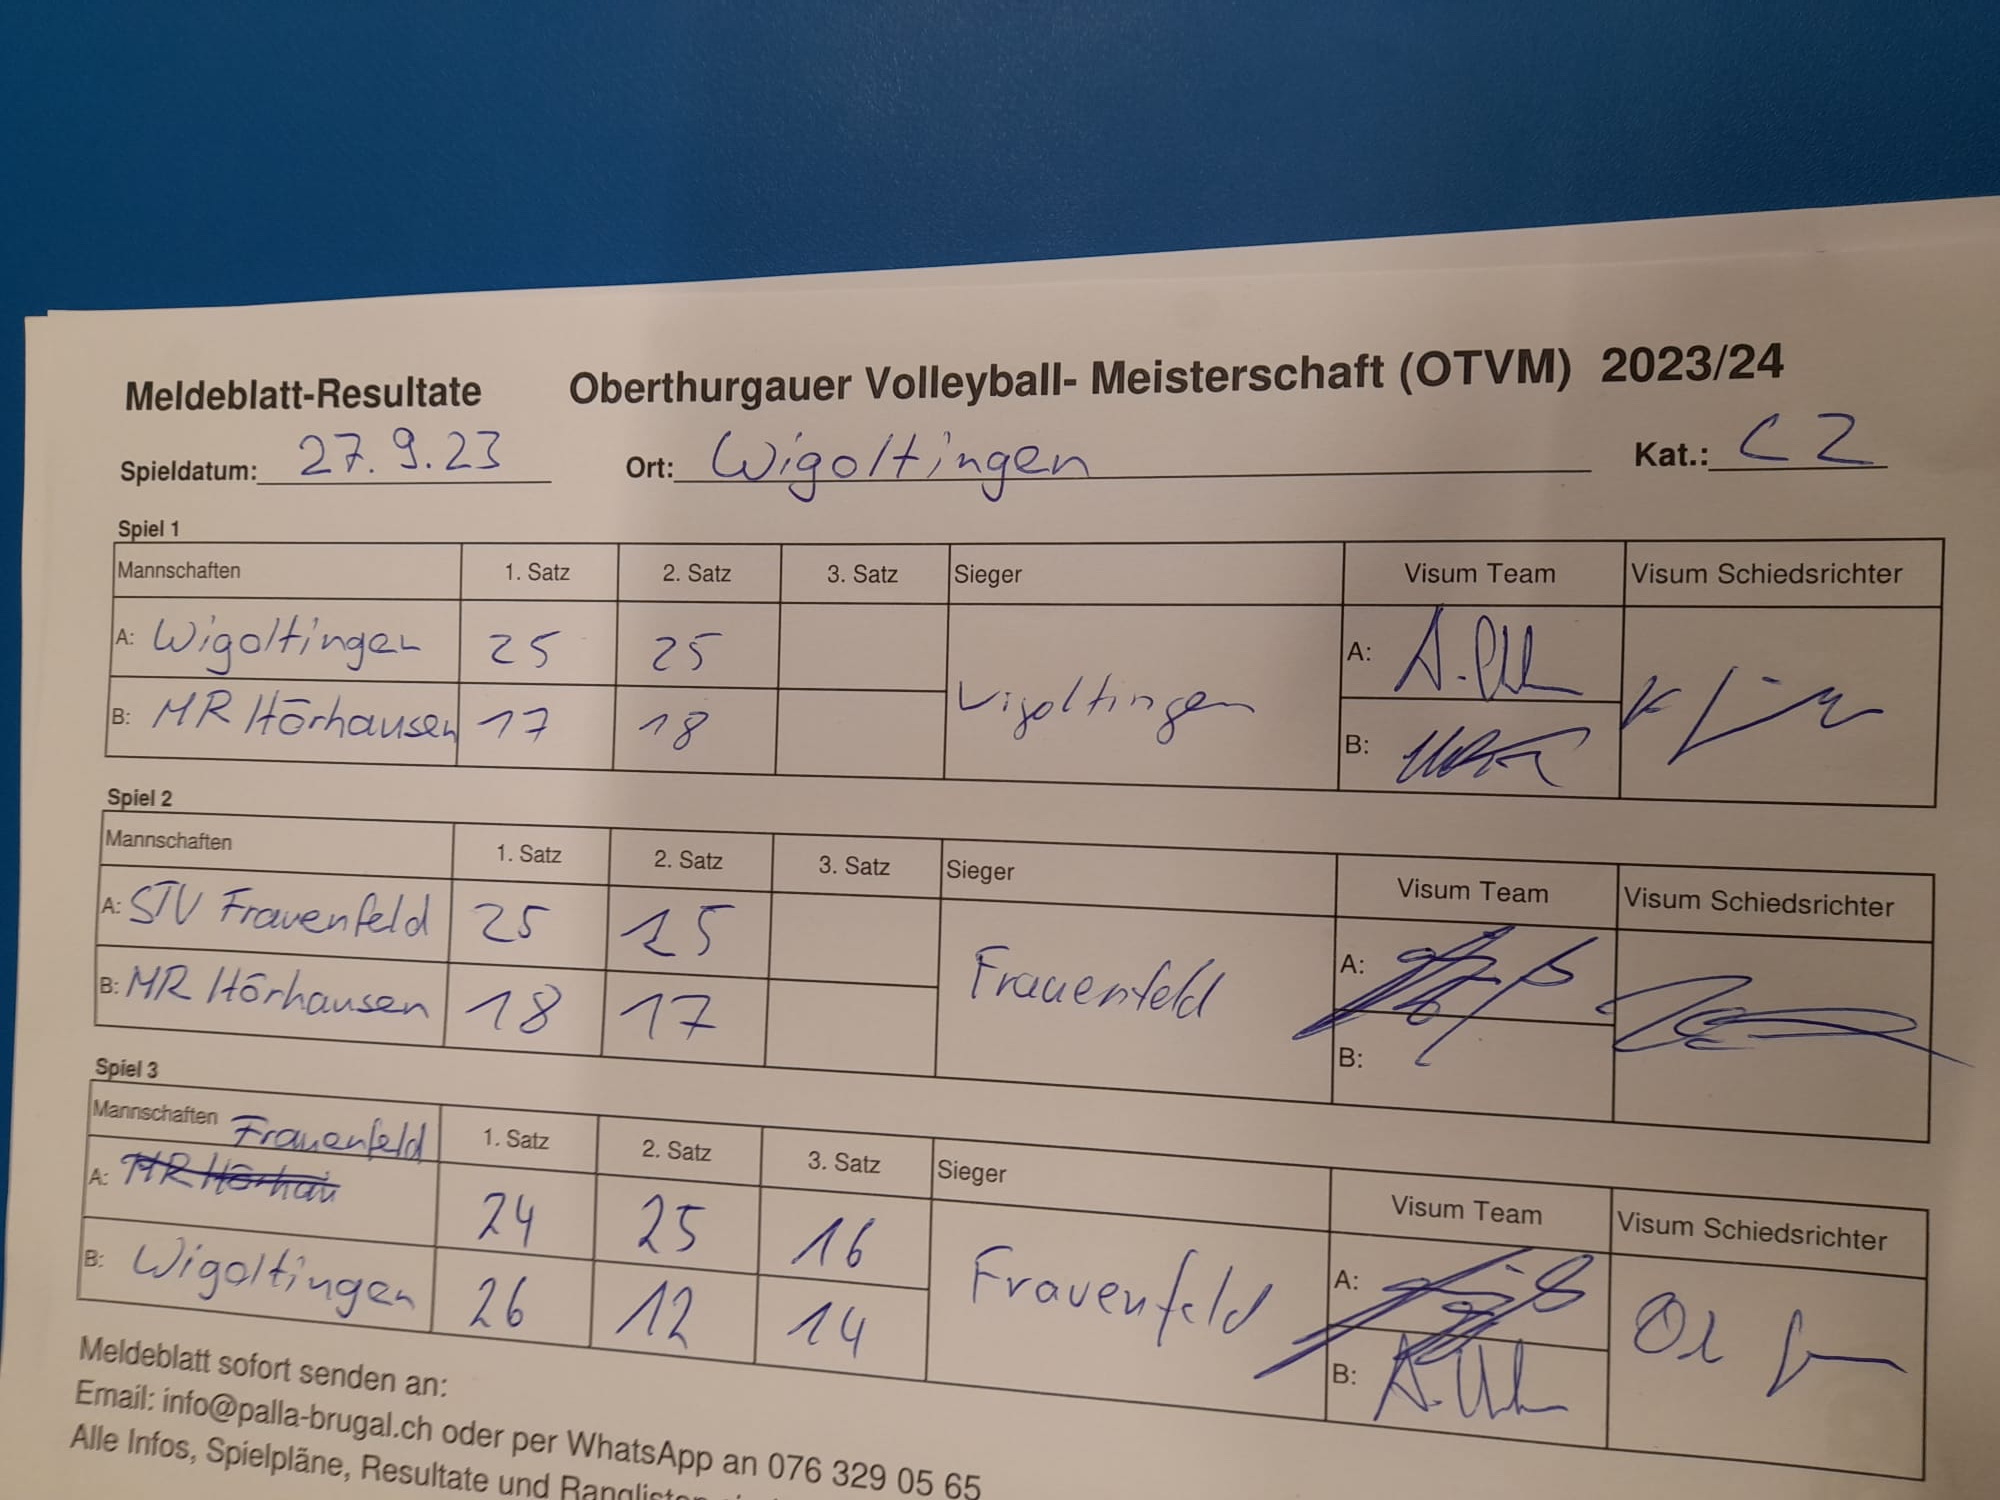 Meldeblatt-Resultate Oberthurgauer Volleyball- Meisterschaft (OTVM) 2023/24
Spieldatum: 27.9.23 Ort: Wigoltingen Kat.: C2
Spiel 1
Mannschaften 1. Satz 2. Satz 3. Satz Sieger Visum Team Visum Schiedsrichter
A: Wigoltingen 25 25 Wigoltingen A:
B: MR Hörhausen 17 18 B:
Spiel 2
Mannschaften 1. Satz 2. Satz 3. Satz Sieger Visum Team Visum Schiedsrichter
A: STV Frauenfeld 25 25 Frauenfeld A:
B: MR Hörhausen 18 17 B:
Spiel 3
Mannschaften Frauenfeld 1. Satz 2. Satz 3. Satz Sieger Visum Team Visum Schiedsrichter
A: MR Hörhau 24 25 16 Frauenfeld A:
B: Wigoltingen 26 12 14 B:
Meldeblatt sofort senden an:
Email: info@palla-brugal.ch oder per WhatsApp an 076 329 05 65
Alle Infos, Spielpläne, Resultate und